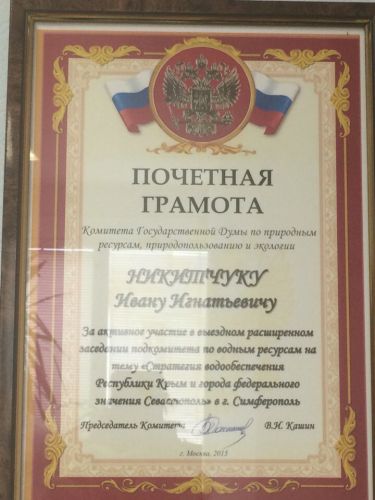 ПОЧЕТНАЯ
ГРАМОТА
Комитета Государственной Думы по природным
ресурсам, природопользованию и экологии
НИКИТЧУКУ
Ивану Игнатьевичу
За активное участие в выездном расширенном
заседании подкомитета по водным ресурсам на
тему «Стратегия водообеспечения
Республики Крым и города федерального
значения Севастополь» в г. Симферополь
Председатель Комитета В.Н. Кашин
г. Москва, 2015